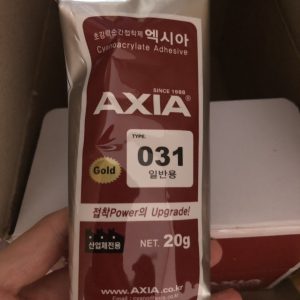 초강력순간접착제 엑시아
Cyanoacrylate Adhesive
SINCE 1988
AXIA®
TYPE.
031
일반용
Gold
접착Power의 Upgrade!
산업체전용
NET. 20g
www.AXIA.co.kr